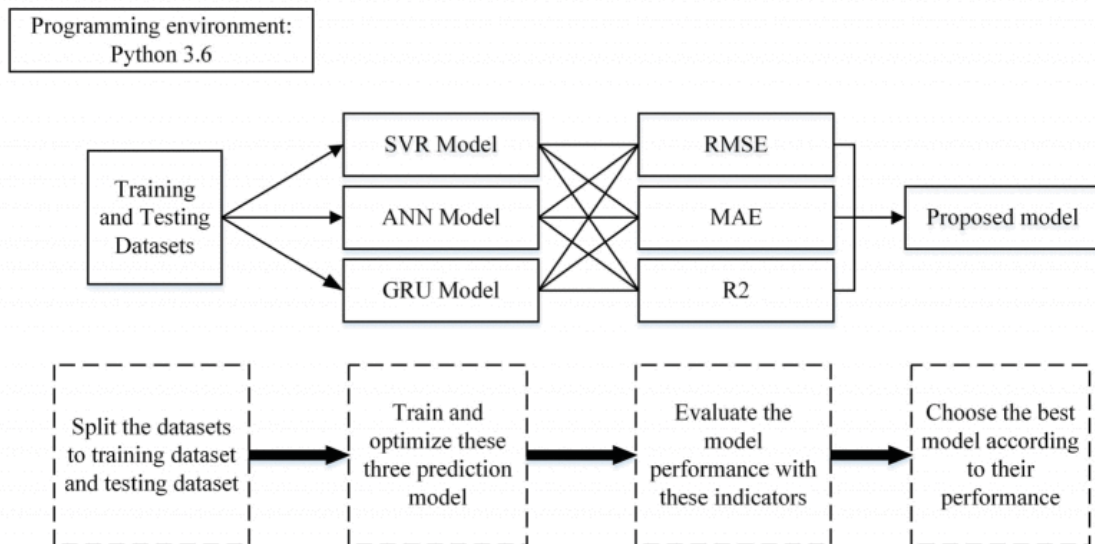 Programming environment:
Python 3.6
Training
and Testing
Datasets
SVR Model
ANN Model
GRU Model
RMSE
MAE
R2
Proposed model
Split the datasets
to training dataset
and testing dataset
Train and
optimize these
three prediction
model
Evaluate the
model
performance with
these indicators
Choose the best
model according
to their
performance